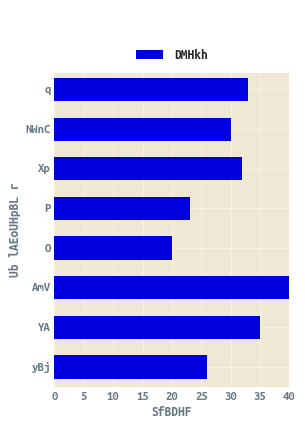 DMHkh
q
NWnC
Xp
P
O
AmV
YA
yBj
Ub lAEoUHpBL r
0 5 10 15 20 25 30 35 40
SfBDHF